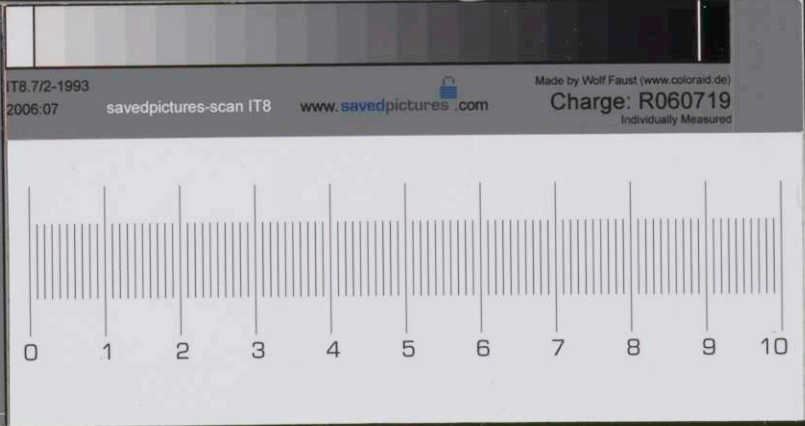 IT8.7/2-1993
2006:07
savedpictures-scan IT8
www.savedpictures.com
Made by Wolf Faust (www.coloraid.de)
Charge: R060719
Individually Measured
0 1 2 3 4 5 6 7 8 9 10